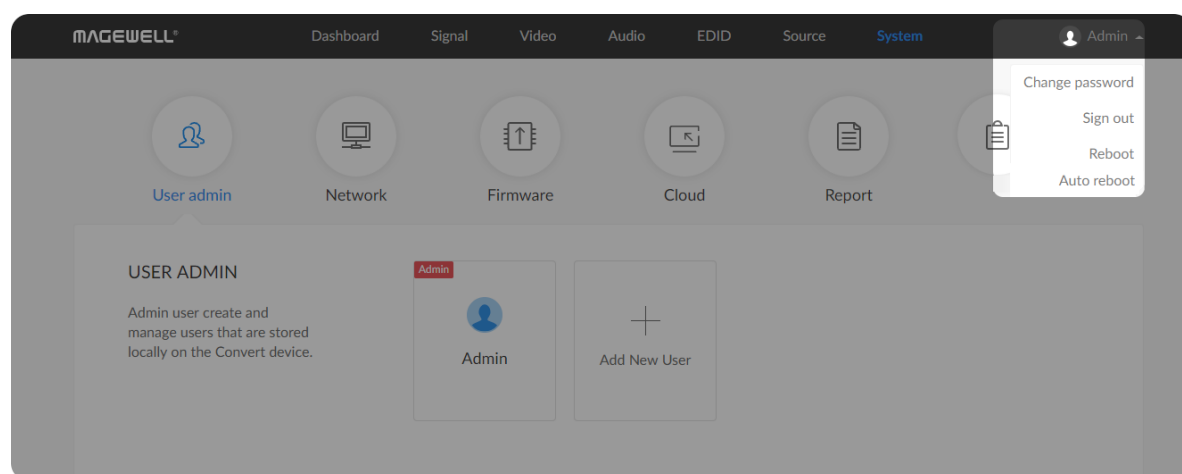 MAGEWELL®
Dashboard
Signal
Video
Audio
EDID
Source
System
Admin
Change password
Sign out
Reboot
Auto reboot
User admin
Network
Firmware
Cloud
Report
USER ADMIN
Admin user create and
manage users that are stored
locally on the Convert device.
Admin
Admin
Add New User